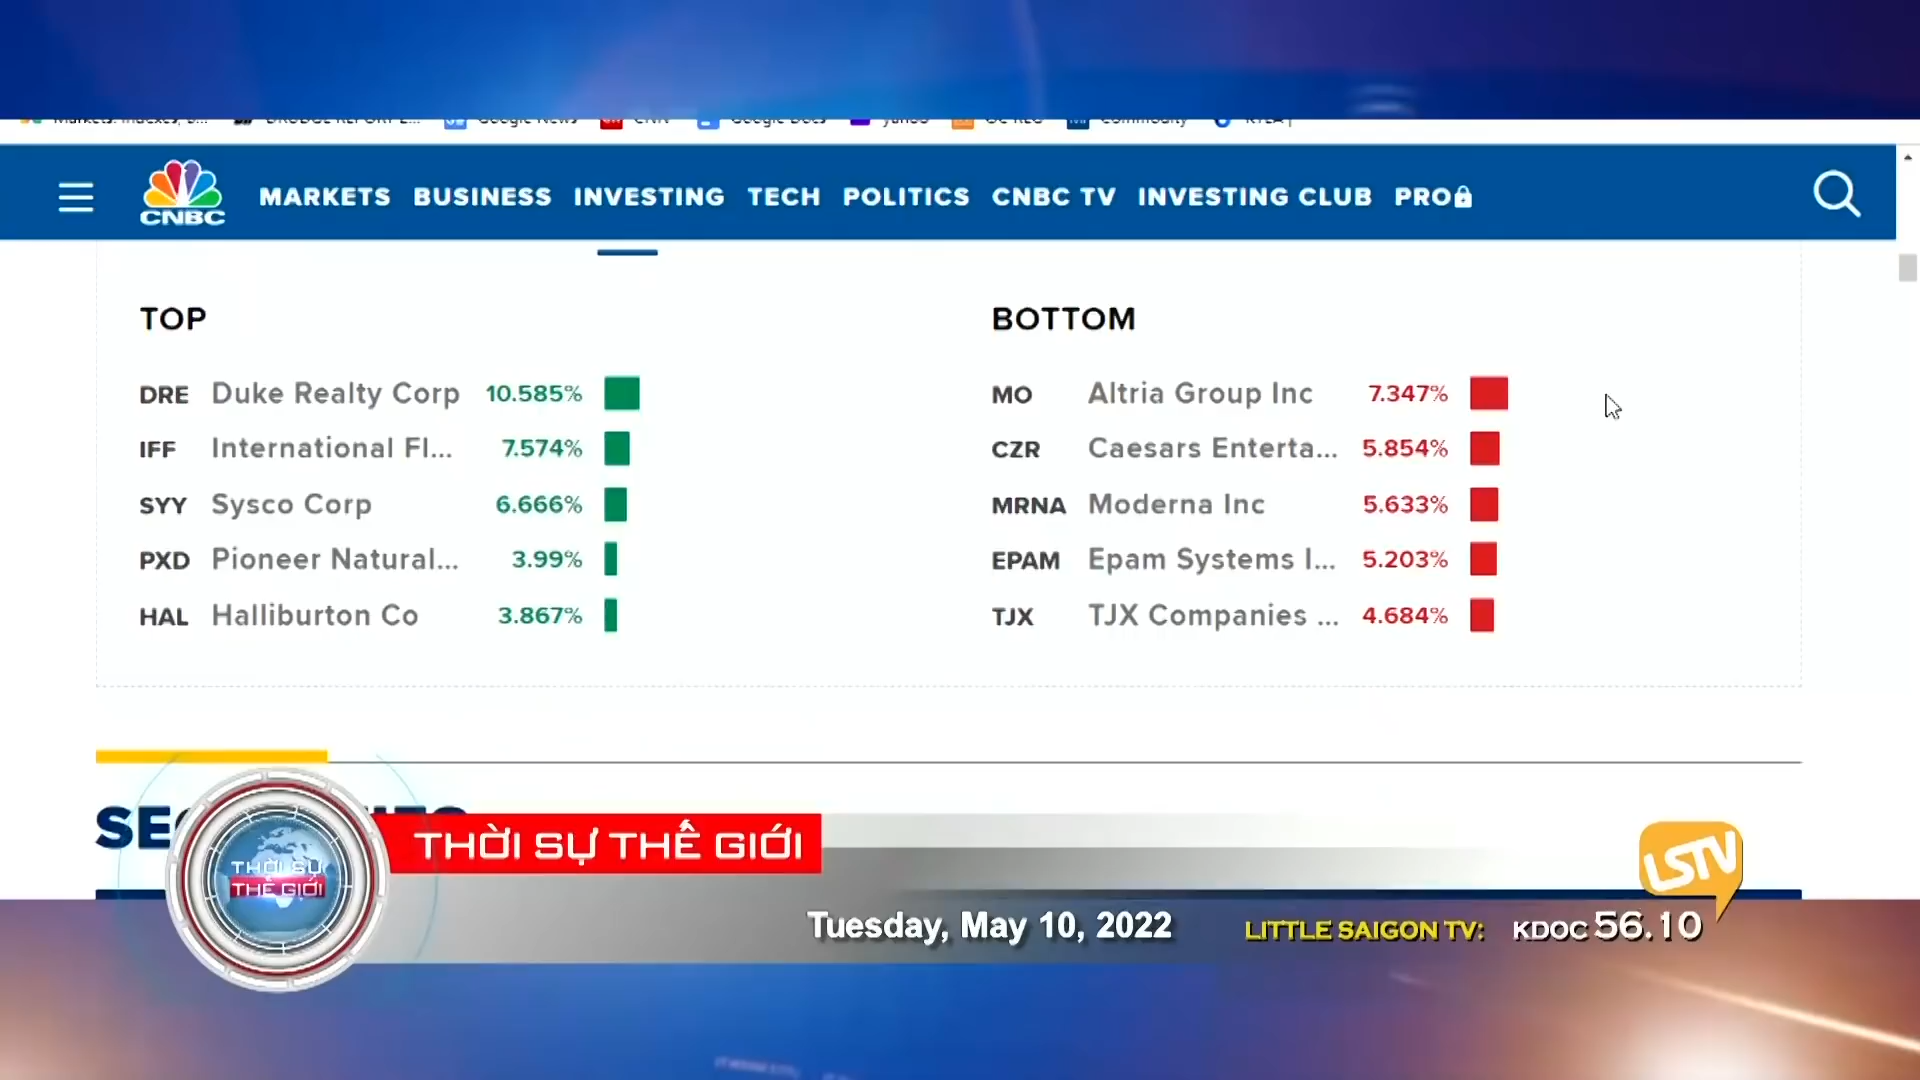 CNBC MARKETS BUSINESS INVESTING TECH POLITICS CNBC TV INVESTING CLUB PRO
TOP
DRE Duke Realty Corp 10.585%
IFF International Fl... 7.574%
SYY Sysco Corp 6.666%
PXD Pioneer Natural... 3.99%
HAL Halliburton Co 3.867%
BOTTOM
MO Altria Group Inc 7.347%
CZR Caesars Enterta... 5.854%
MRNA Moderna Inc 5.633%
EPAM Epam Systems I... 5.203%
TJX TJX Companies ... 4.684%
THỜI SỰ THẾ GIỚI
THỜI SỰ
THẾ GIỚI
LSTV
Tuesday, May 10, 2022
LITTLE SAIGON TV: KDOC 56.10